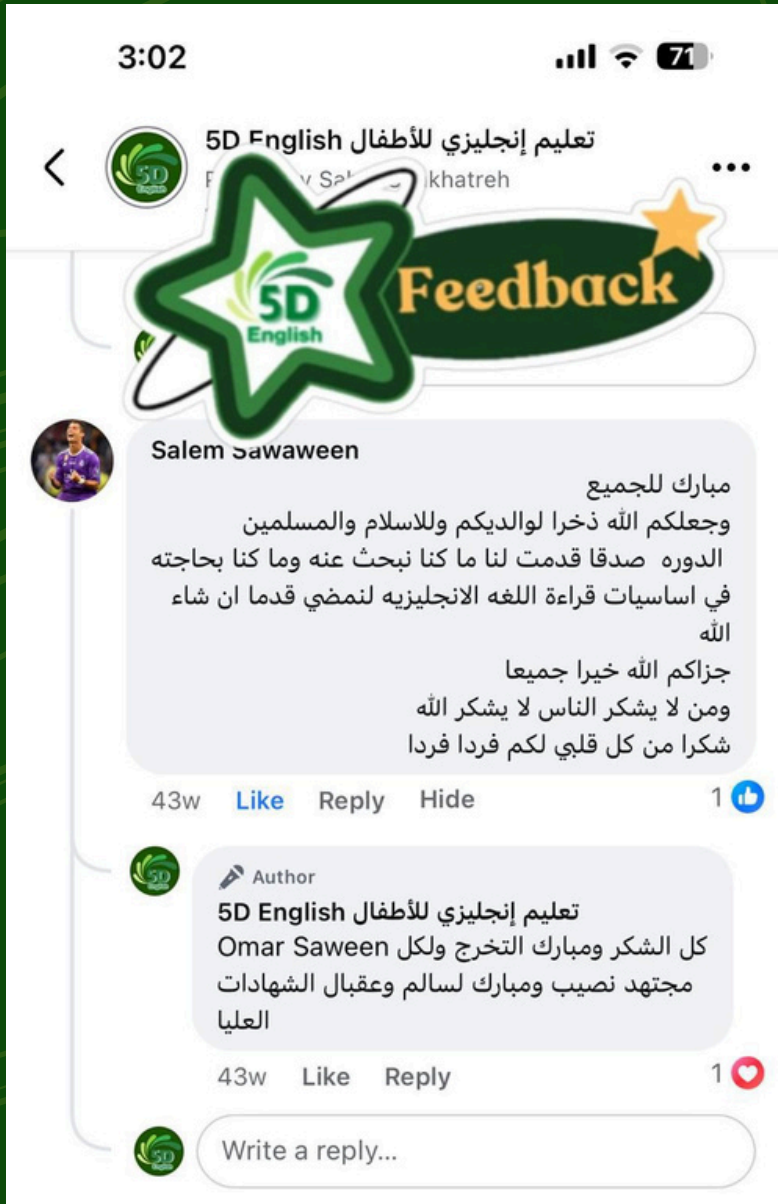 3:02
71
5D English تعليم إنجليزي للأطفال
khatreh
5D
English
Feedback
Salem Sawaween
مبارك للجميع
وجعلكم الله ذخرا لوالديكم وللاسلام والمسلمين
الدوره صدقا قدمت لنا ما كنا نبحث عنه وما كنا بحاجته
في اساسيات قراءة اللغه الانجليزيه لنمضي قدما ان شاء
الله
جزاكم الله خيرا جميعا
ومن لا يشكر الناس لا يشكر الله
شكرا من كل قلبي لكم فردا فردا
43w Like Reply Hide 1
Author
5D English تعليم إنجليزي للأطفال
Omar Saween كل الشكر ومبارك التخرج ولكل
مجتهد نصيب ومبارك لسالم وعقبال الشهادات
العليا
43w Like Reply 1
Write a reply...